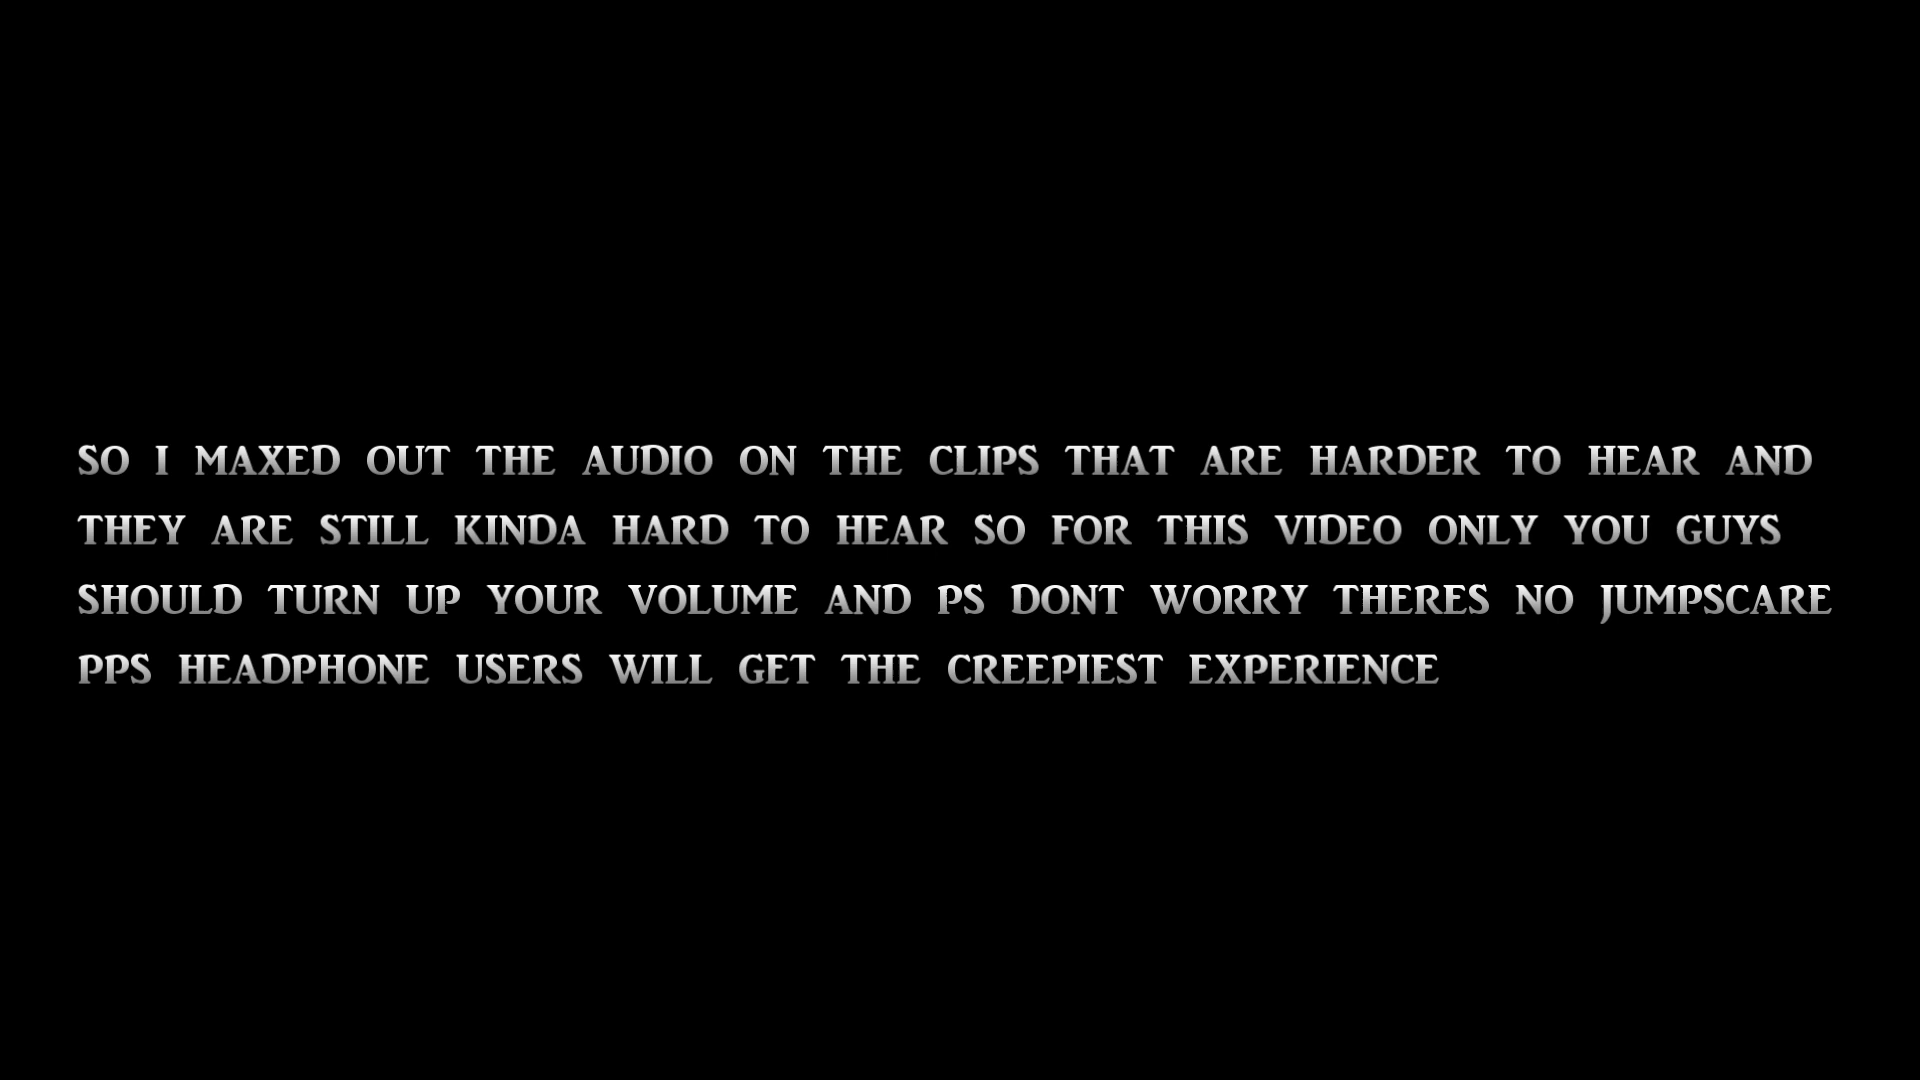 SO I MAXED OUT THE AUDIO ON THE CLIPS THAT ARE HARDER TO HEAR AND
THEY ARE STILL KINDA HARD TO HEAR SO FOR THIS VIDEO ONLY YOU GUYS
SHOULD TURN UP YOUR VOLUME AND PS DONT WORRY THERES NO JUMPSCARE
PPS HEADPHONE USERS WILL GET THE CREEPIEST EXPERIENCE